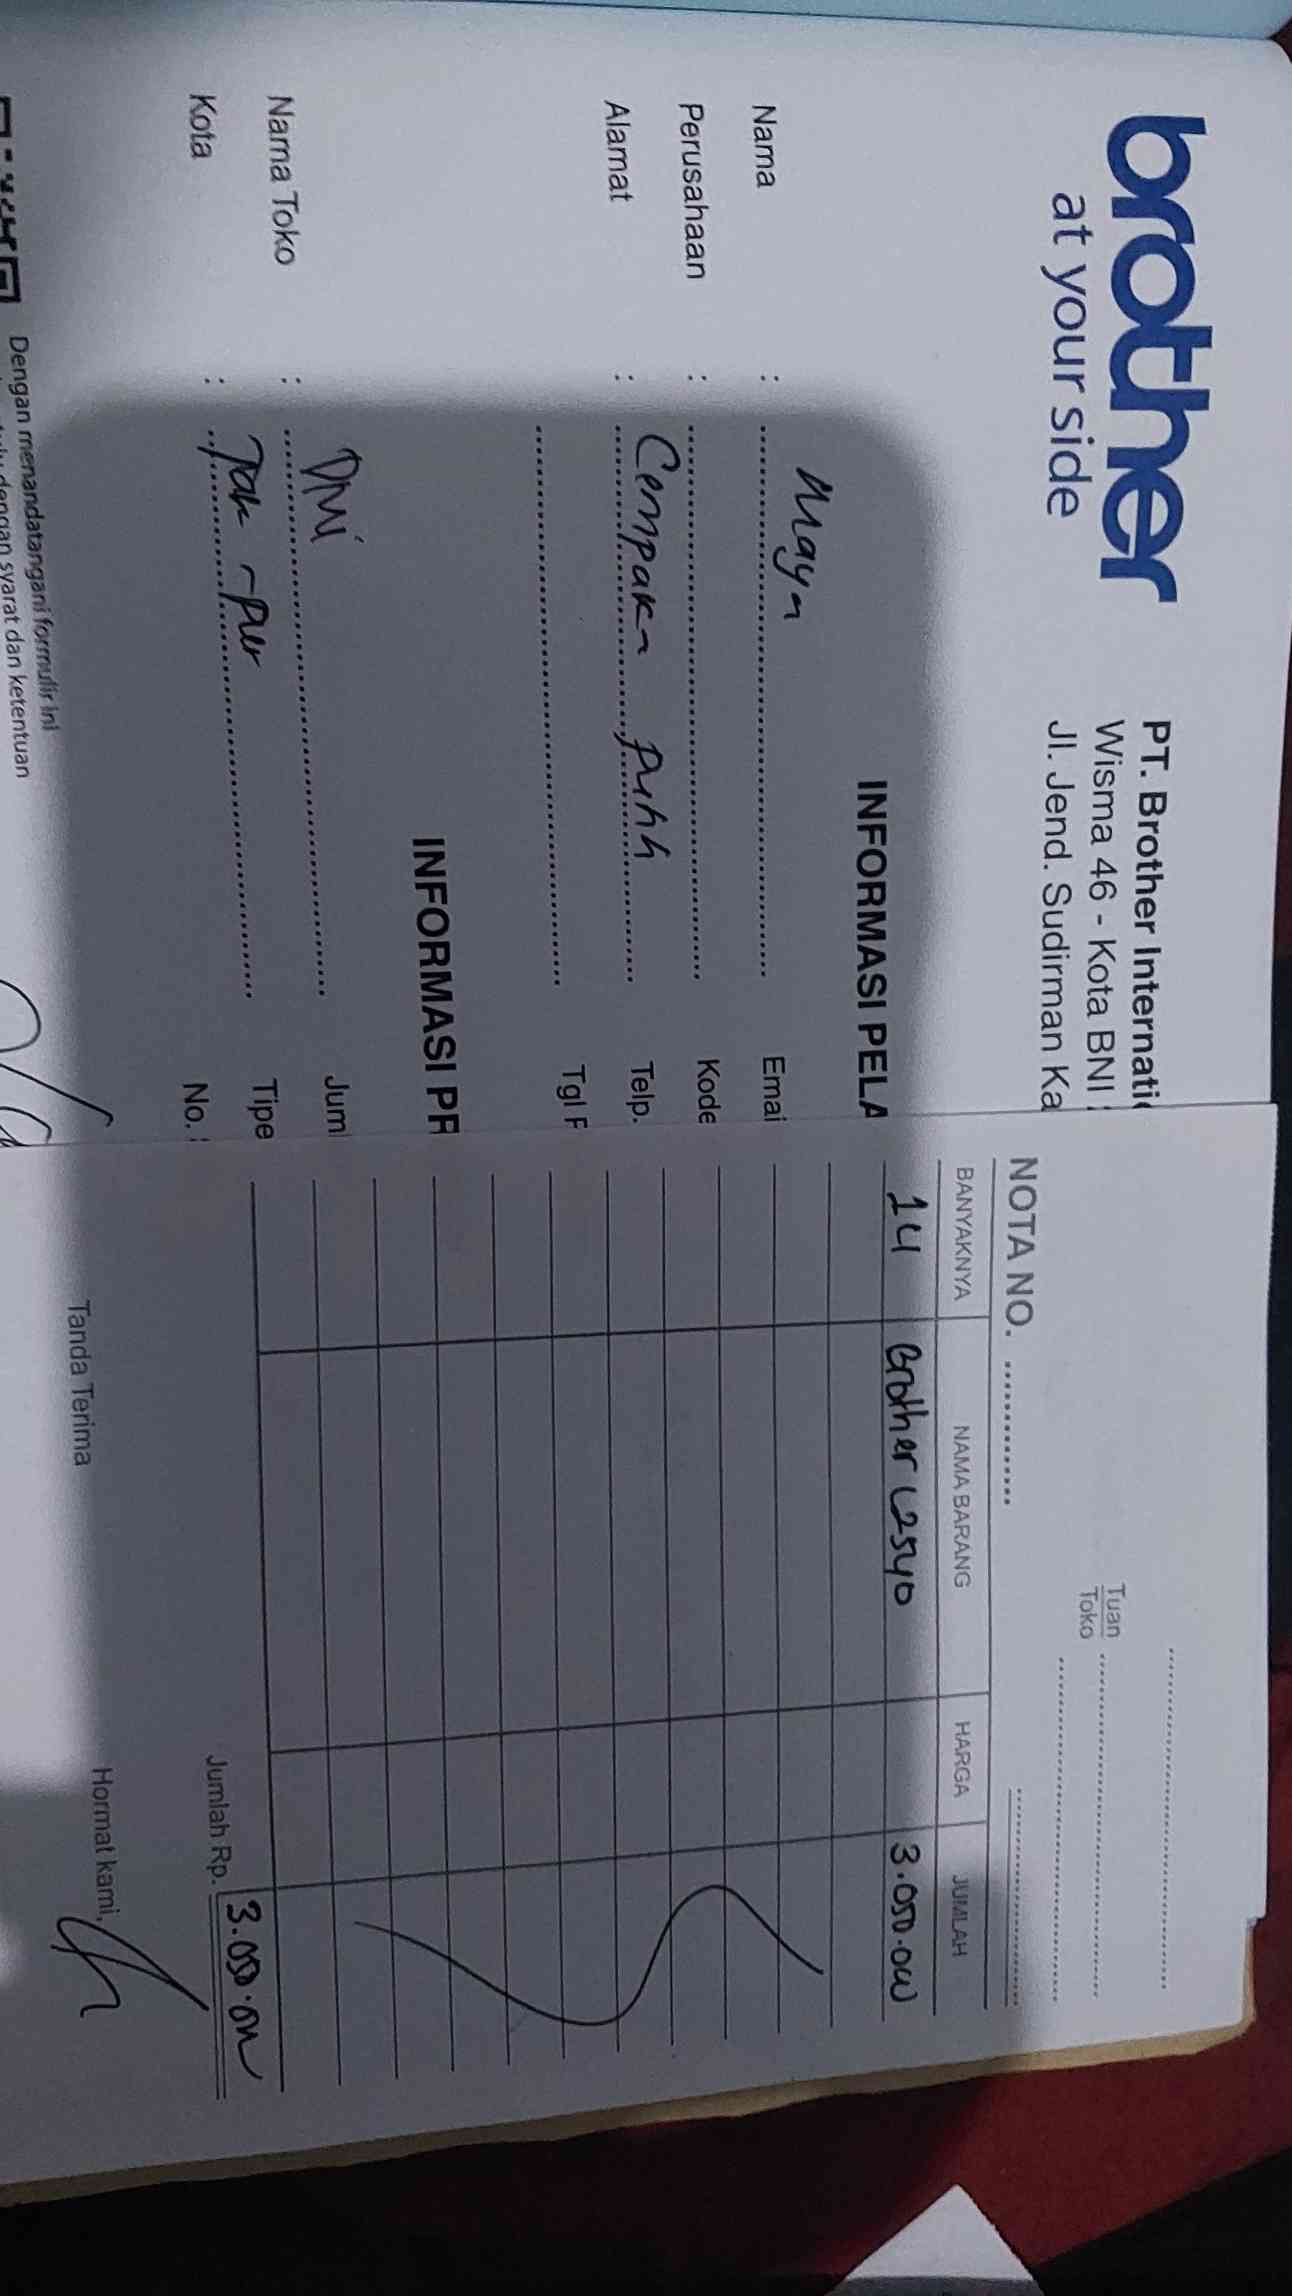 brother
at your side
PT. Brother Internati
Wisma 46 - Kota BNI
Jl. Jend. Sudirman Ka
INFORMASI PELA
Nama : Maya
Perusahaan :
Alamat : Cempaka Putih
Emai
Kode
Telp.
Tgl F
INFORMASI PR
Nama Toko : DMI
Kota : Jak - Pus
Juml
Tipe
No.
Dengan menandatangani formulir ini
dengan syarat dan ketentuan
Tuan
Toko
NOTA NO.
BANYAKNYA NAMA BARANG HARGA JUMLAH
14 Brother L2540 3.050.000
Jumlah Rp. 3.050.000
Tanda Terima Hormat kami,